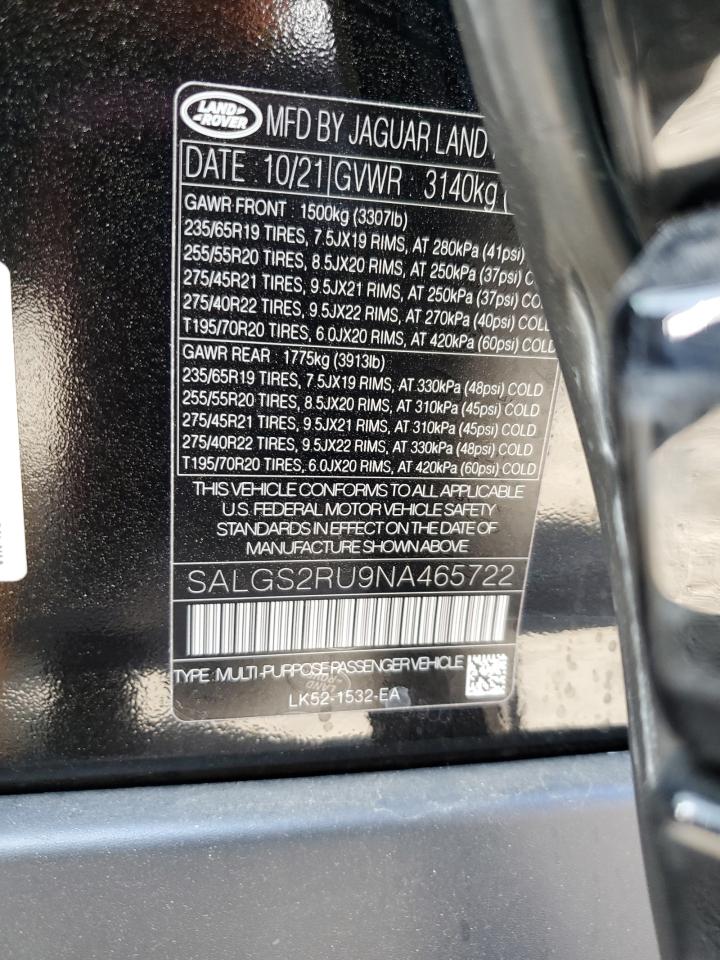 LAND
ROVER
MFD BY JAGUAR LAND
DATE 10/21 GVWR : 3140kg (
GAWR FRONT : 1500kg (3307lb)
235/65R19 TIRES, 7.5JX19 RIMS, AT 280kPa (41psi)
255/55R20 TIRES, 8.5JX20 RIMS, AT 250kPa (37psi) C
275/45R21 TIRES, 9.5JX21 RIMS, AT 250kPa (37psi) CO
275/40R22 TIRES, 9.5JX22 RIMS, AT 270kPa (40psi) COL
T195/70R20 TIRES, 6.0JX20 RIMS, AT 420kPa (60psi) COLD
GAWR REAR : 1775kg (3913lb)
235/65R19 TIRES, 7.5JX19 RIMS, AT 330kPa (48psi) COLD
255/55R20 TIRES, 8.5JX20 RIMS, AT 310kPa (45psi) COLD
275/45R21 TIRES, 9.5JX21 RIMS, AT 310kPa (45psi) COLD
275/40R22 TIRES, 9.5JX22 RIMS, AT 330kPa (48psi) COLD
T195/70R20 TIRES, 6.0JX20 RIMS, AT 420kPa (60psi) COLD
THIS VEHICLE CONFORMS TO ALL APPLICABLE
U.S. FEDERAL MOTOR VEHICLE SAFETY
STANDARDS IN EFFECT ON THE DATE OF
MANUFACTURE SHOWN ABOVE
SALGS2RU9NA465722
TYPE : MULTI-PURPOSE PASSENGER VEHICLE
LK52-1532-EA